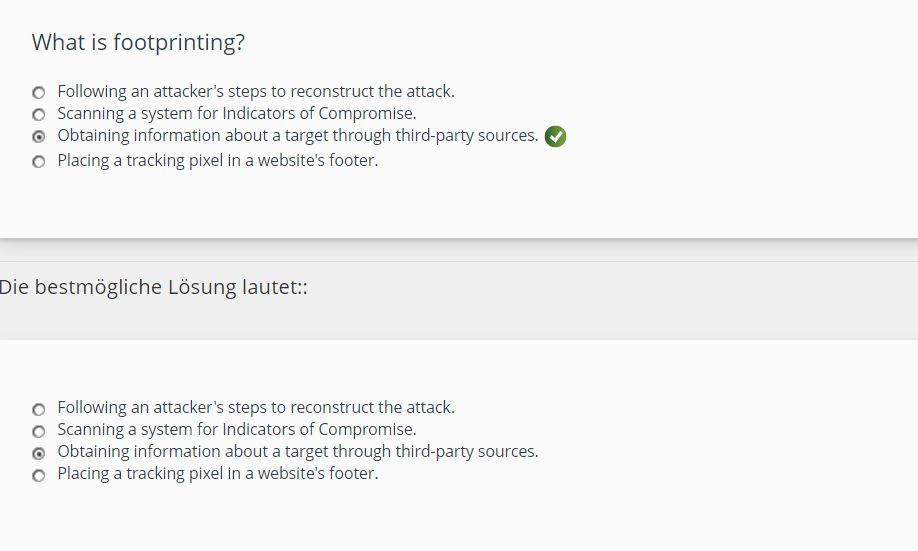 What is footprinting?
Following an attacker's steps to reconstruct the attack.
Scanning a system for Indicators of Compromise.
Obtaining information about a target through third-party sources.
Placing a tracking pixel in a website's footer.
Die bestmögliche Lösung lautet::
Following an attacker's steps to reconstruct the attack.
Scanning a system for Indicators of Compromise.
Obtaining information about a target through third-party sources.
Placing a tracking pixel in a website's footer.